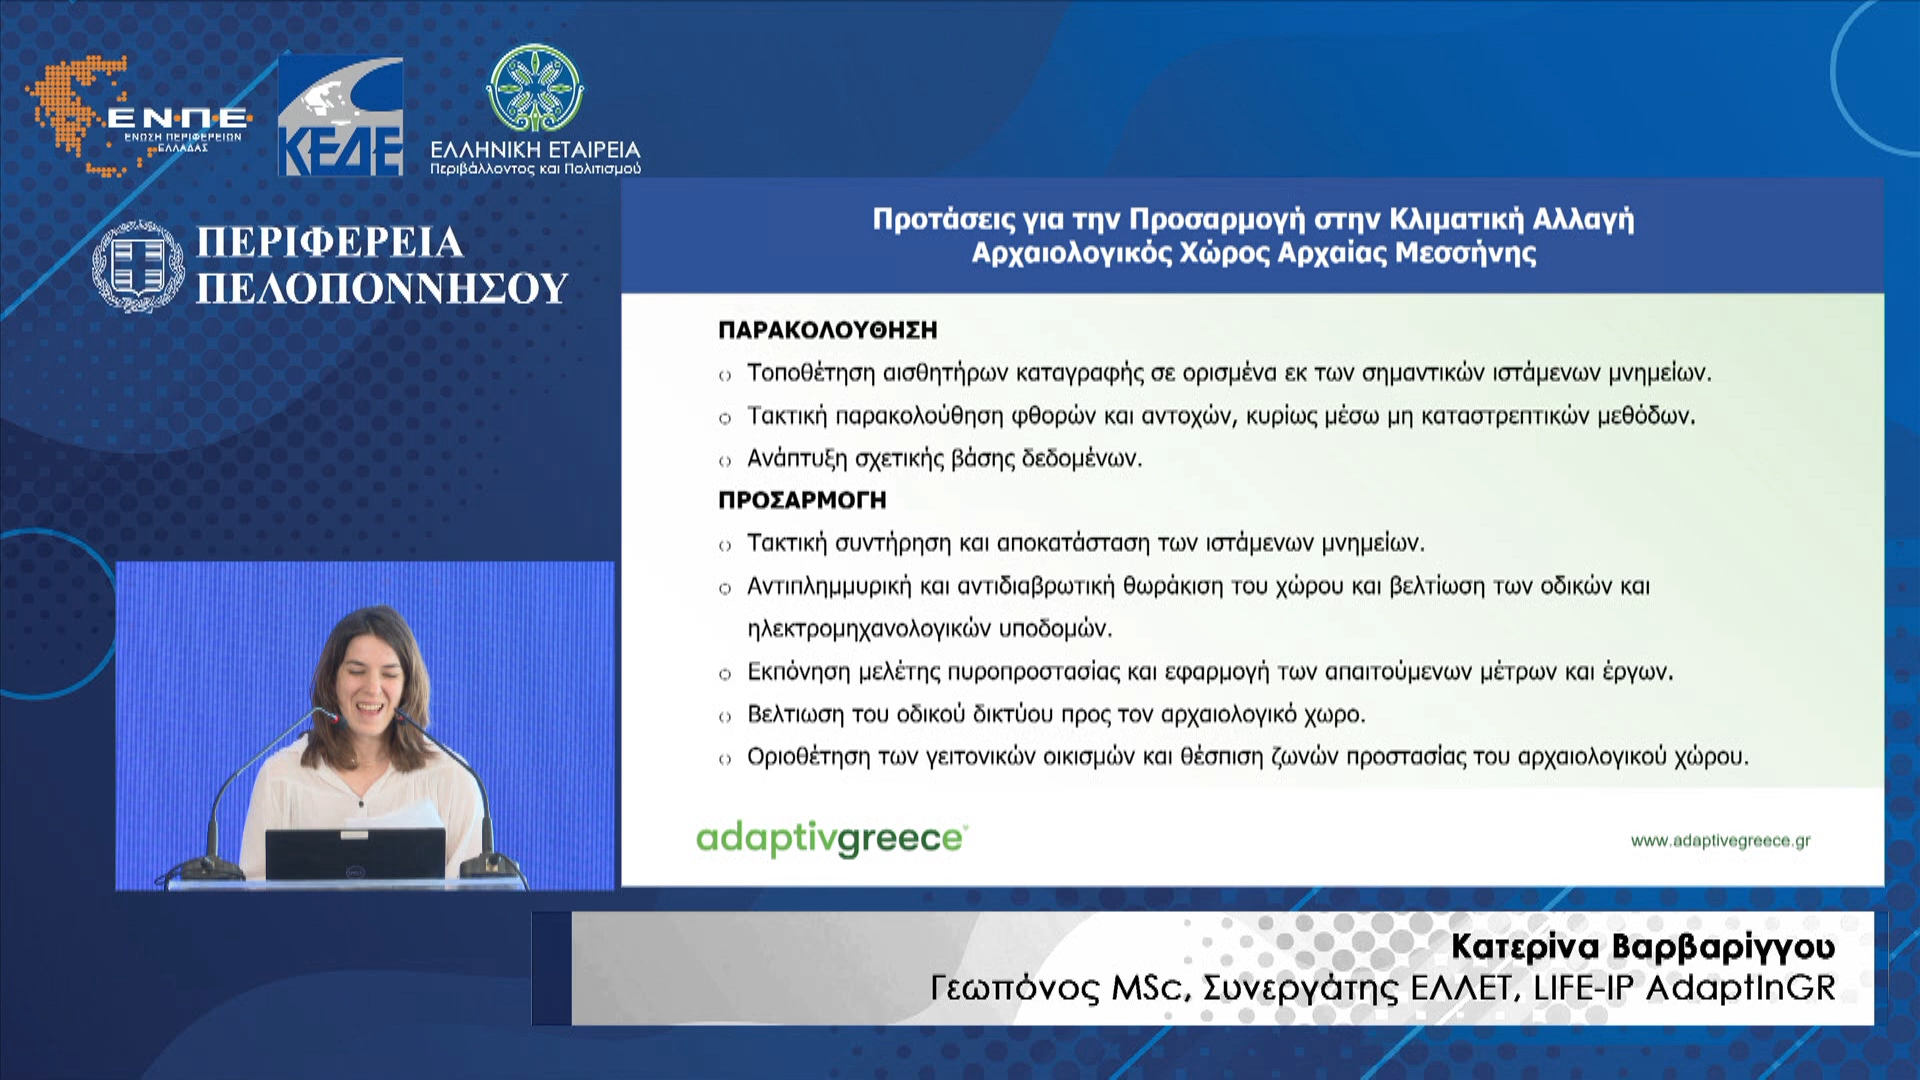 ΕΝΠΕ
ΕΝΩΣΗ ΠΕΡΙΦΕΡΕΙΩΝ
ΕΛΛΑΔΑΣ
ΚΕΔΕ
ΕΛΛΗΝΙΚΗ ΕΤΑΙΡΕΙΑ
Περιβάλλοντος και Πολιτισμού
ΠΕΡΙΦΕΡΕΙΑ
ΠΕΛΟΠΟΝΝΗΣΟΥ
Προτάσεις για την Προσαρμογή στην Κλιματική Αλλαγή
Αρχαιολογικός Χώρος Αρχαίας Μεσσήνης
ΠΑΡΑΚΟΛΟΥΘΗΣΗ
Τοποθέτηση αισθητήρων καταγραφής σε ορισμένα εκ των σημαντικών ιστάμενων μνημείων.
Τακτική παρακολούθηση φθορών και αντοχών, κυρίως μέσω μη καταστρεπτικών μεθόδων.
Ανάπτυξη σχετικής βάσης δεδομένων.
ΠΡΟΣΑΡΜΟΓΗ
Τακτική συντήρηση και αποκατάσταση των ιστάμενων μνημείων.
Αντιπλημμυρική και αντιδιαβρωτική θωράκιση του χώρου και βελτίωση των οδικών και
ηλεκτρομηχανολογικών υποδομών.
Εκπόνηση μελέτης πυροπροστασίας και εφαρμογή των απαιτούμενων μέτρων και έργων.
Βελτιωση του οδικού δικτύου προς τον αρχαιολογικό χωρο.
Οριοθέτηση των γειτονικών οικισμών και θέσπιση ζωνών προστασίας του αρχαιολογικού χώρου.
adaptivgreece
www.adaptivegreece.gr
Κατερίνα Βαρβαρίγγου
Γεωπόνος MSc, Συνεργάτης ΕΛΛΕΤ, LIFE-IP AdaptInGR